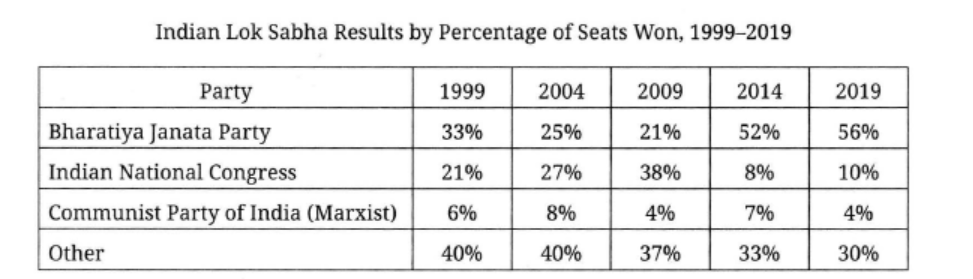 Indian Lok Sabha Results by Percentage of Seats Won, 1999–2019
Party 1999 2004 2009 2014 2019
Bharatiya Janata Party 33% 25% 21% 52% 56%
Indian National Congress 21% 27% 38% 8% 10%
Communist Party of India (Marxist) 6% 8% 4% 7% 4%
Other 40% 40% 37% 33% 30%